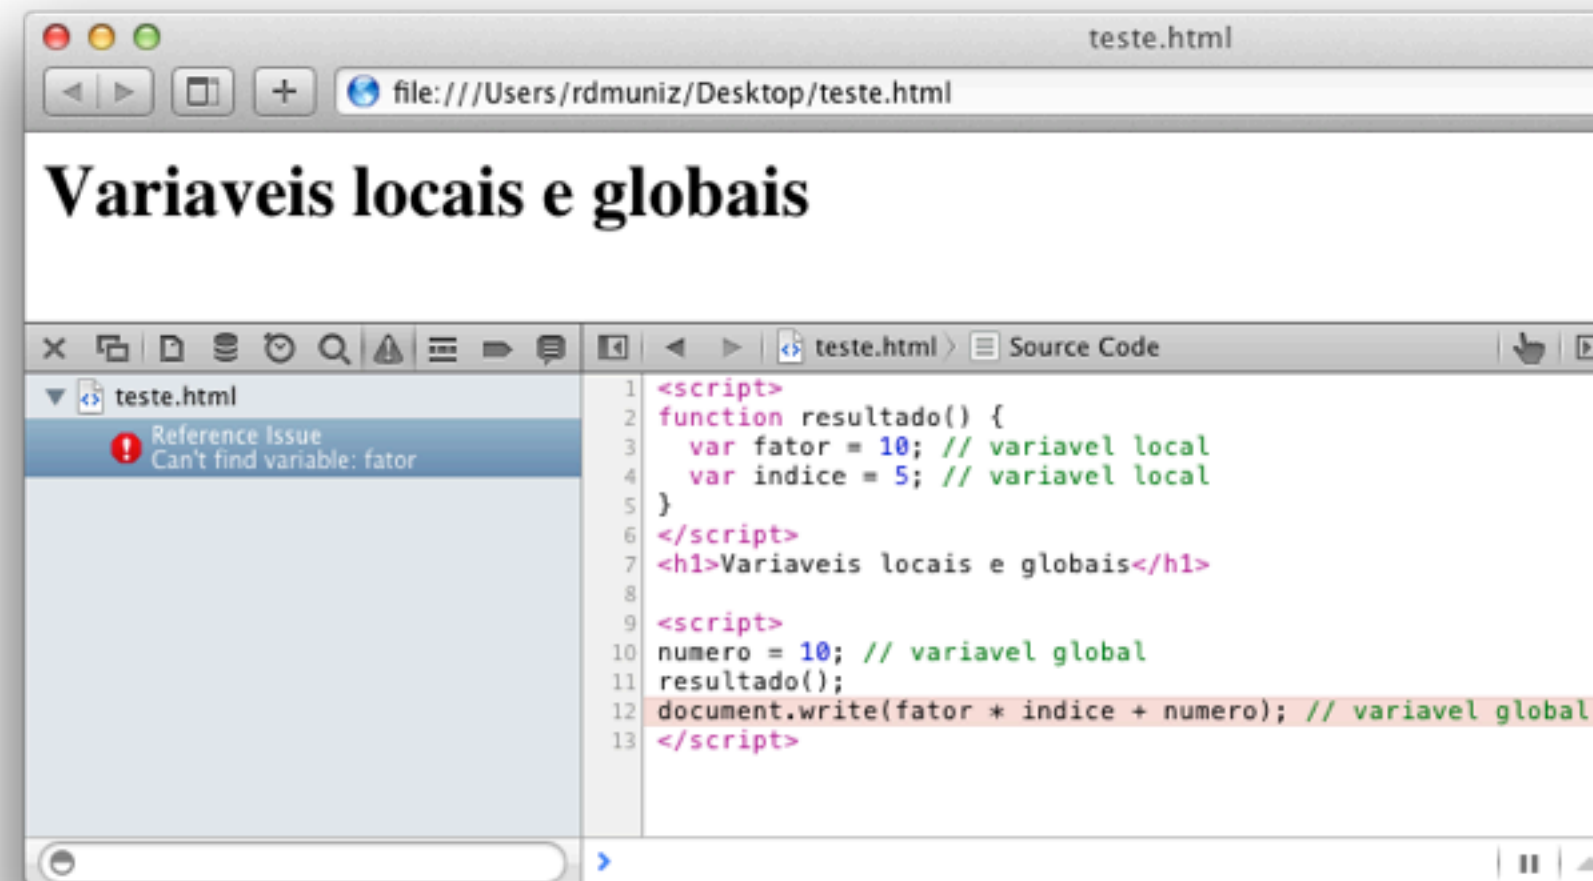 teste.html
file:///Users/rdmuniz/Desktop/teste.html
Variaveis locais e globais
teste.html
Source Code
teste.html
Reference Issue
Can't find variable: fator
1 <script>
2 function resultado() {
3   var fator = 10; // variavel local
4   var indice = 5; // variavel local
5 }
6 </script>
7 <h1>Variaveis locais e globais</h1>
8
9 <script>
10 numero = 10; // variavel global
11 resultado();
12 document.write(fator * indice + numero); // variavel global
13 </script>